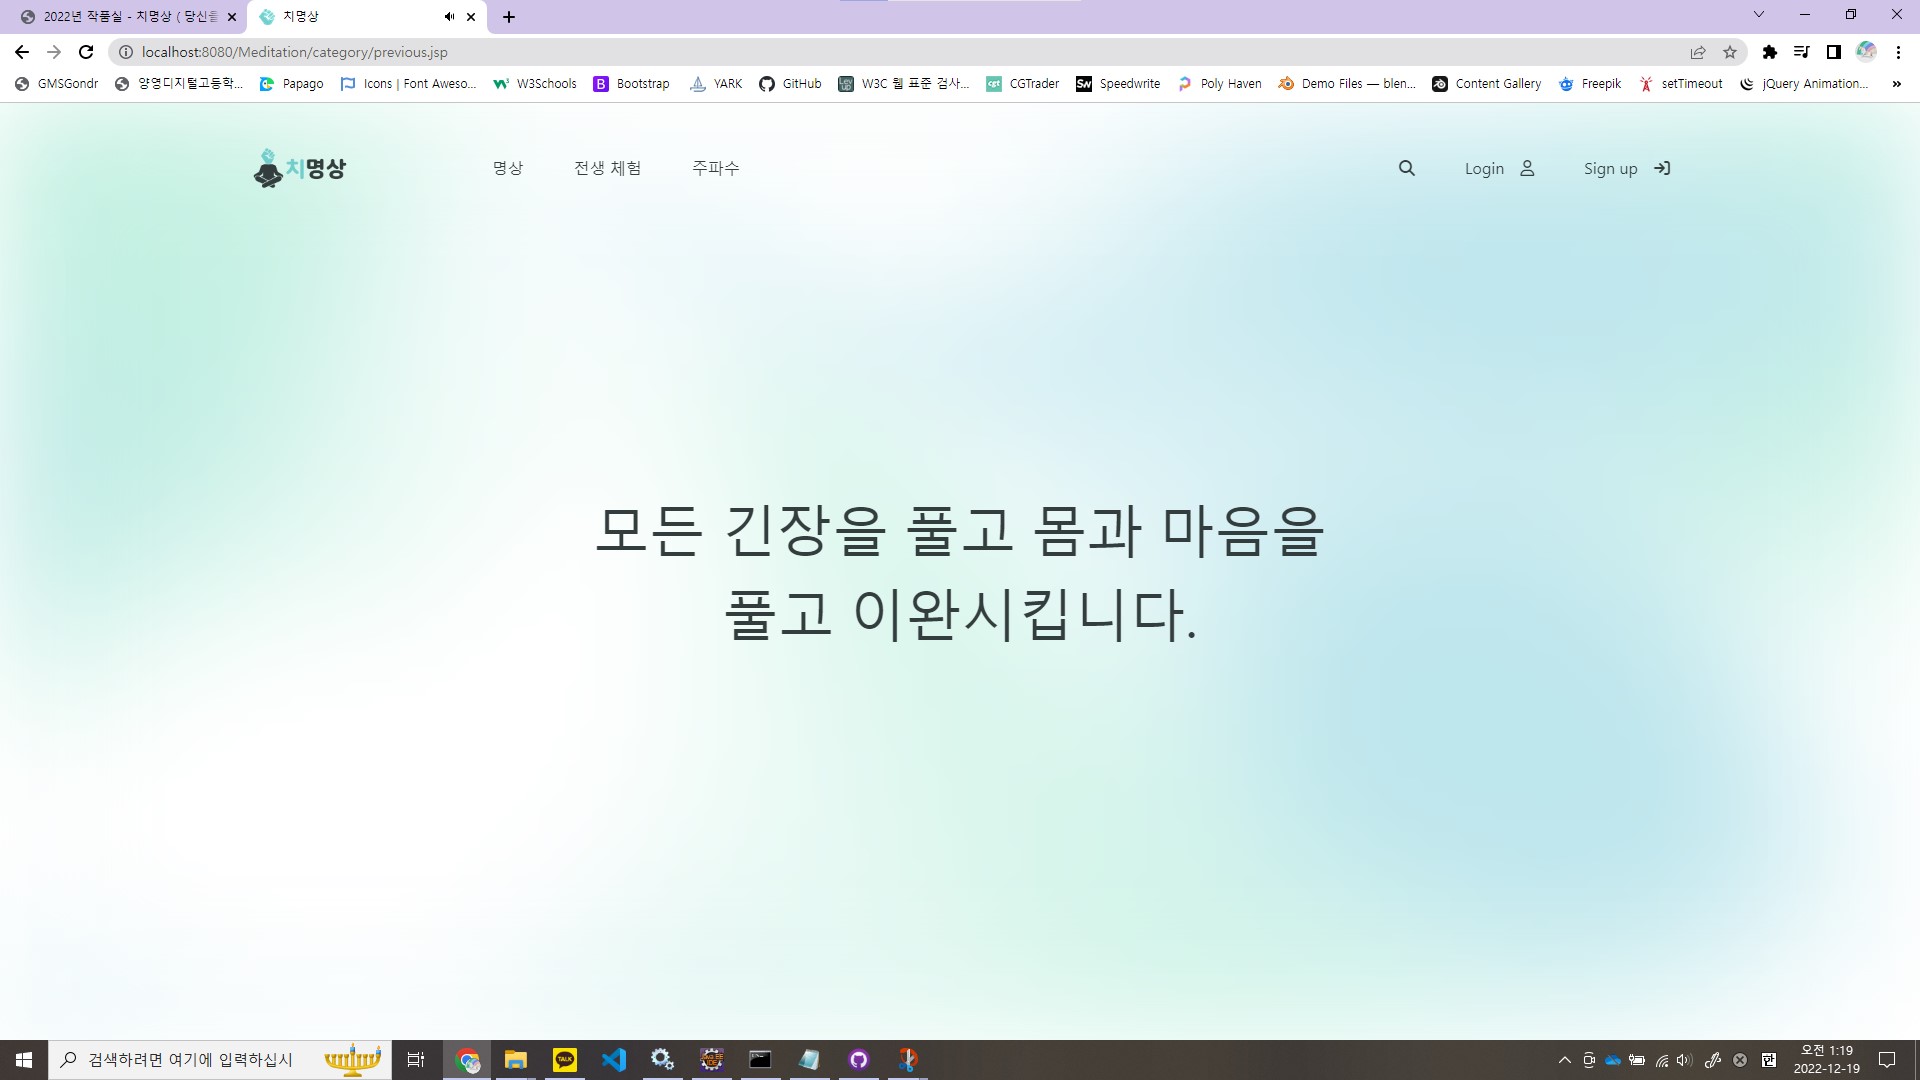 2022년 작품실 - 치명상 ( 당신을
치명상
localhost:8080/Meditation/category/previous.jsp
GMSGondr 양영디지털고등학... Papago Icons | Font Aweso... W3Schools Bootstrap YARK GitHub W3C 웹 표준 검사... CGTrader Speedwrite Poly Haven Demo Files — blen... Content Gallery Freepik setTimeout jQuery Animation... »
치명상 명상 전생 체험 주파수 Login Sign up
모든 긴장을 풀고 몸과 마음을
풀고 이완시킵니다.
검색하려면 여기에 입력하십시
오전 1:19
2022-12-19